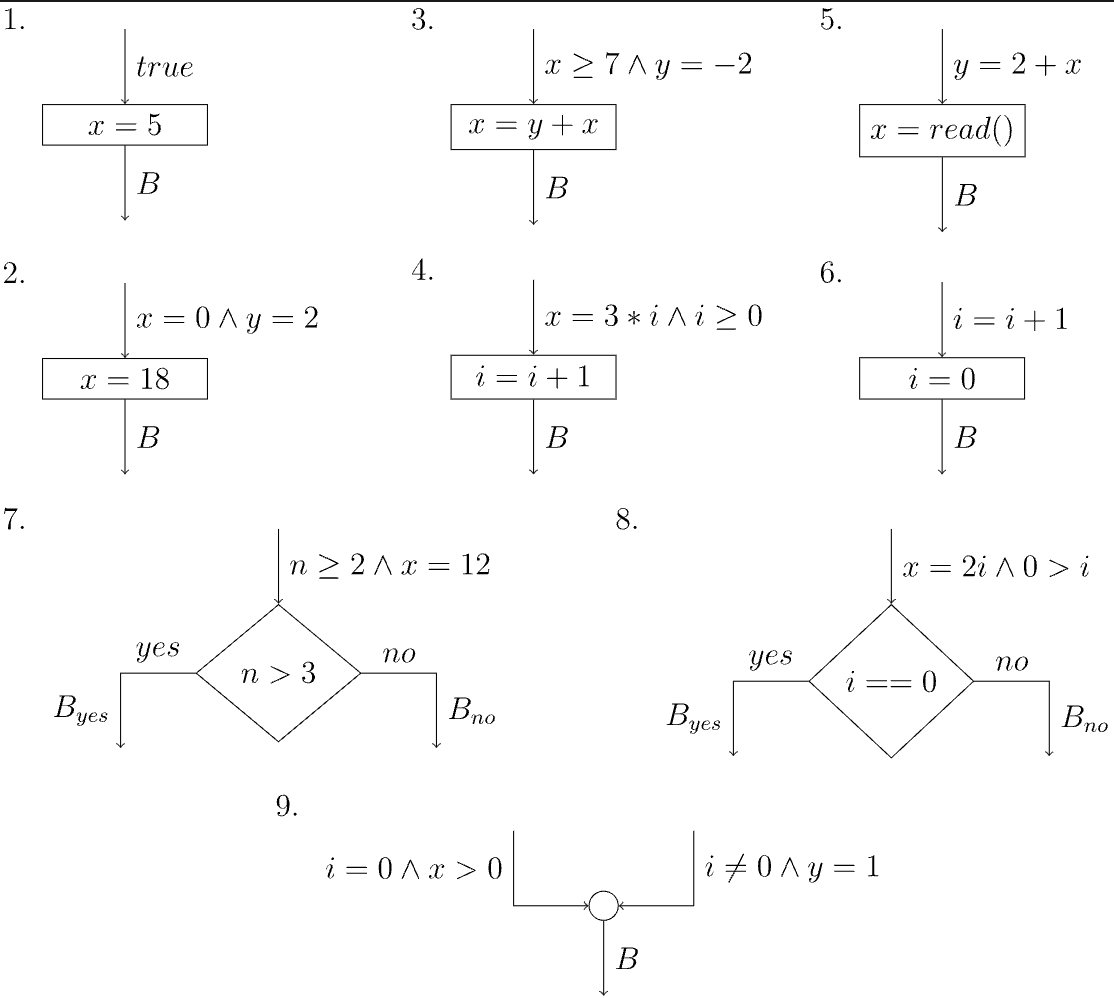 1.
true
x = 5
B
3.
x ≥ 7 ∧ y = −2
x = y + x
B
5.
y = 2 + x
x = read()
B
2.
x = 0 ∧ y = 2
x = 18
B
4.
x = 3 ∗ i ∧ i ≥ 0
i = i + 1
B
6.
i = i + 1
i = 0
B
7.
n ≥ 2 ∧ x = 12
yes
n > 3
no
B_yes
B_no
8.
x = 2i ∧ 0 > i
yes
i == 0
no
B_yes
B_no
9.
i = 0 ∧ x > 0
i ≠ 0 ∧ y = 1
B